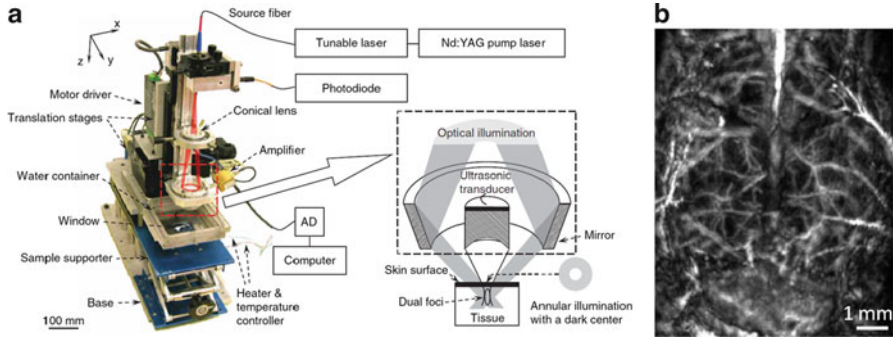 a
x
y
z
Source fiber
Tunable laser
Nd:YAG pump laser
Photodiode
Motor driver
Translation stages
Conical lens
Amplifier
Water container
Window
AD
Computer
Sample supporter
Base
Heater &
temperature
controller
100 mm
Optical illumination
Ultrasonic
transducer
Mirror
Skin surface
Dual foci
Tissue
Annular illumination
with a dark center
b
1 mm